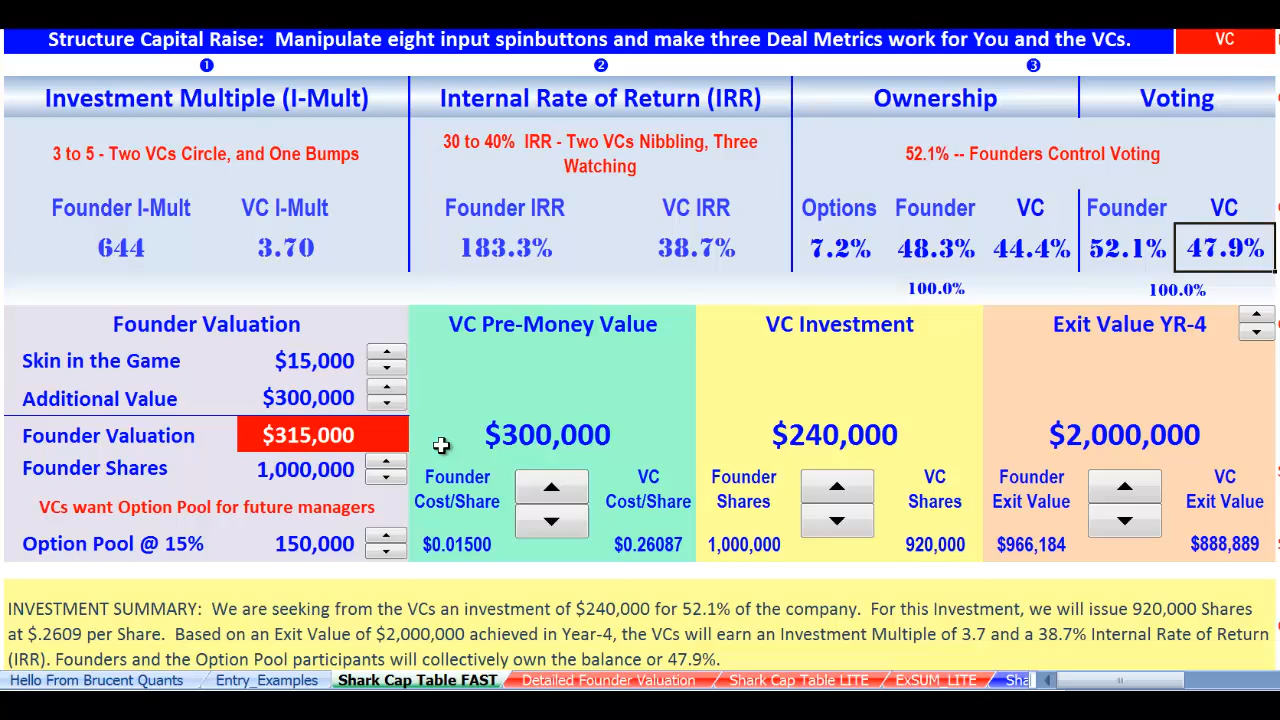 Structure Capital Raise: Manipulate eight input spinbuttons and make three Deal Metrics work for You and the VCs. VC
❶ ❷ ❸
Investment Multiple (I-Mult) Internal Rate of Return (IRR) Ownership Voting
3 to 5 - Two VCs Circle, and One Bumps
30 to 40% IRR - Two VCs Nibbling, Three
Watching
52.1% -- Founders Control Voting
Founder I-Mult VC I-Mult Founder IRR VC IRR Options Founder VC Founder VC
644 3.70 183.3% 38.7% 7.2% 48.3% 44.4% 52.1% 47.9%
100.0% 100.0%
Founder Valuation
Skin in the Game $15,000
Additional Value $300,000
Founder Valuation $315,000
Founder Shares 1,000,000
VCs want Option Pool for future managers
Option Pool @ 15% 150,000
VC Pre-Money Value
$300,000
Founder VC
Cost/Share Cost/Share
$0.01500 $0.26087
VC Investment
$240,000
Founder VC
Shares Shares
1,000,000 920,000
Exit Value YR-4
$2,000,000
Founder VC
Exit Value Exit Value
$966,184 $888,889
INVESTMENT SUMMARY: We are seeking from the VCs an investment of $240,000 for 52.1% of the company. For this Investment, we will issue 920,000 Shares
at $.2609 per Share. Based on an Exit Value of $2,000,000 achieved in Year-4, the VCs will earn an Investment Multiple of 3.7 and a 38.7% Internal Rate of Return
(IRR). Founders and the Option Pool participants will collectively own the balance or 47.9%.
Hello From Brucent Quants Entry_Examples Shark Cap Table FAST Detailed Founder Valuation Shark Cap Table LITE ExSUM_LITE Sha